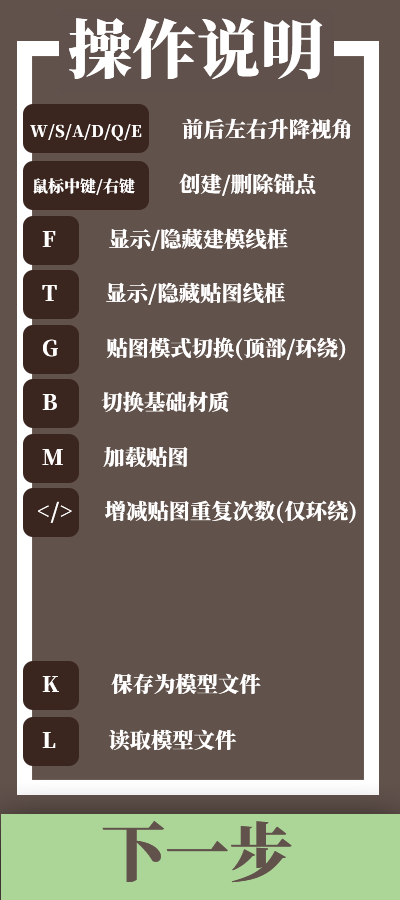 操作说明
W/S/A/D/Q/E 前后左右升降视角
鼠标中键/右键 创建/删除锚点
F 显示/隐藏建模线框
T 显示/隐藏贴图线框
G 贴图模式切换(顶部/环绕)
B 切换基础材质
M 加载贴图
</> 增减贴图重复次数(仅环绕)
K 保存为模型文件
L 读取模型文件
下一步